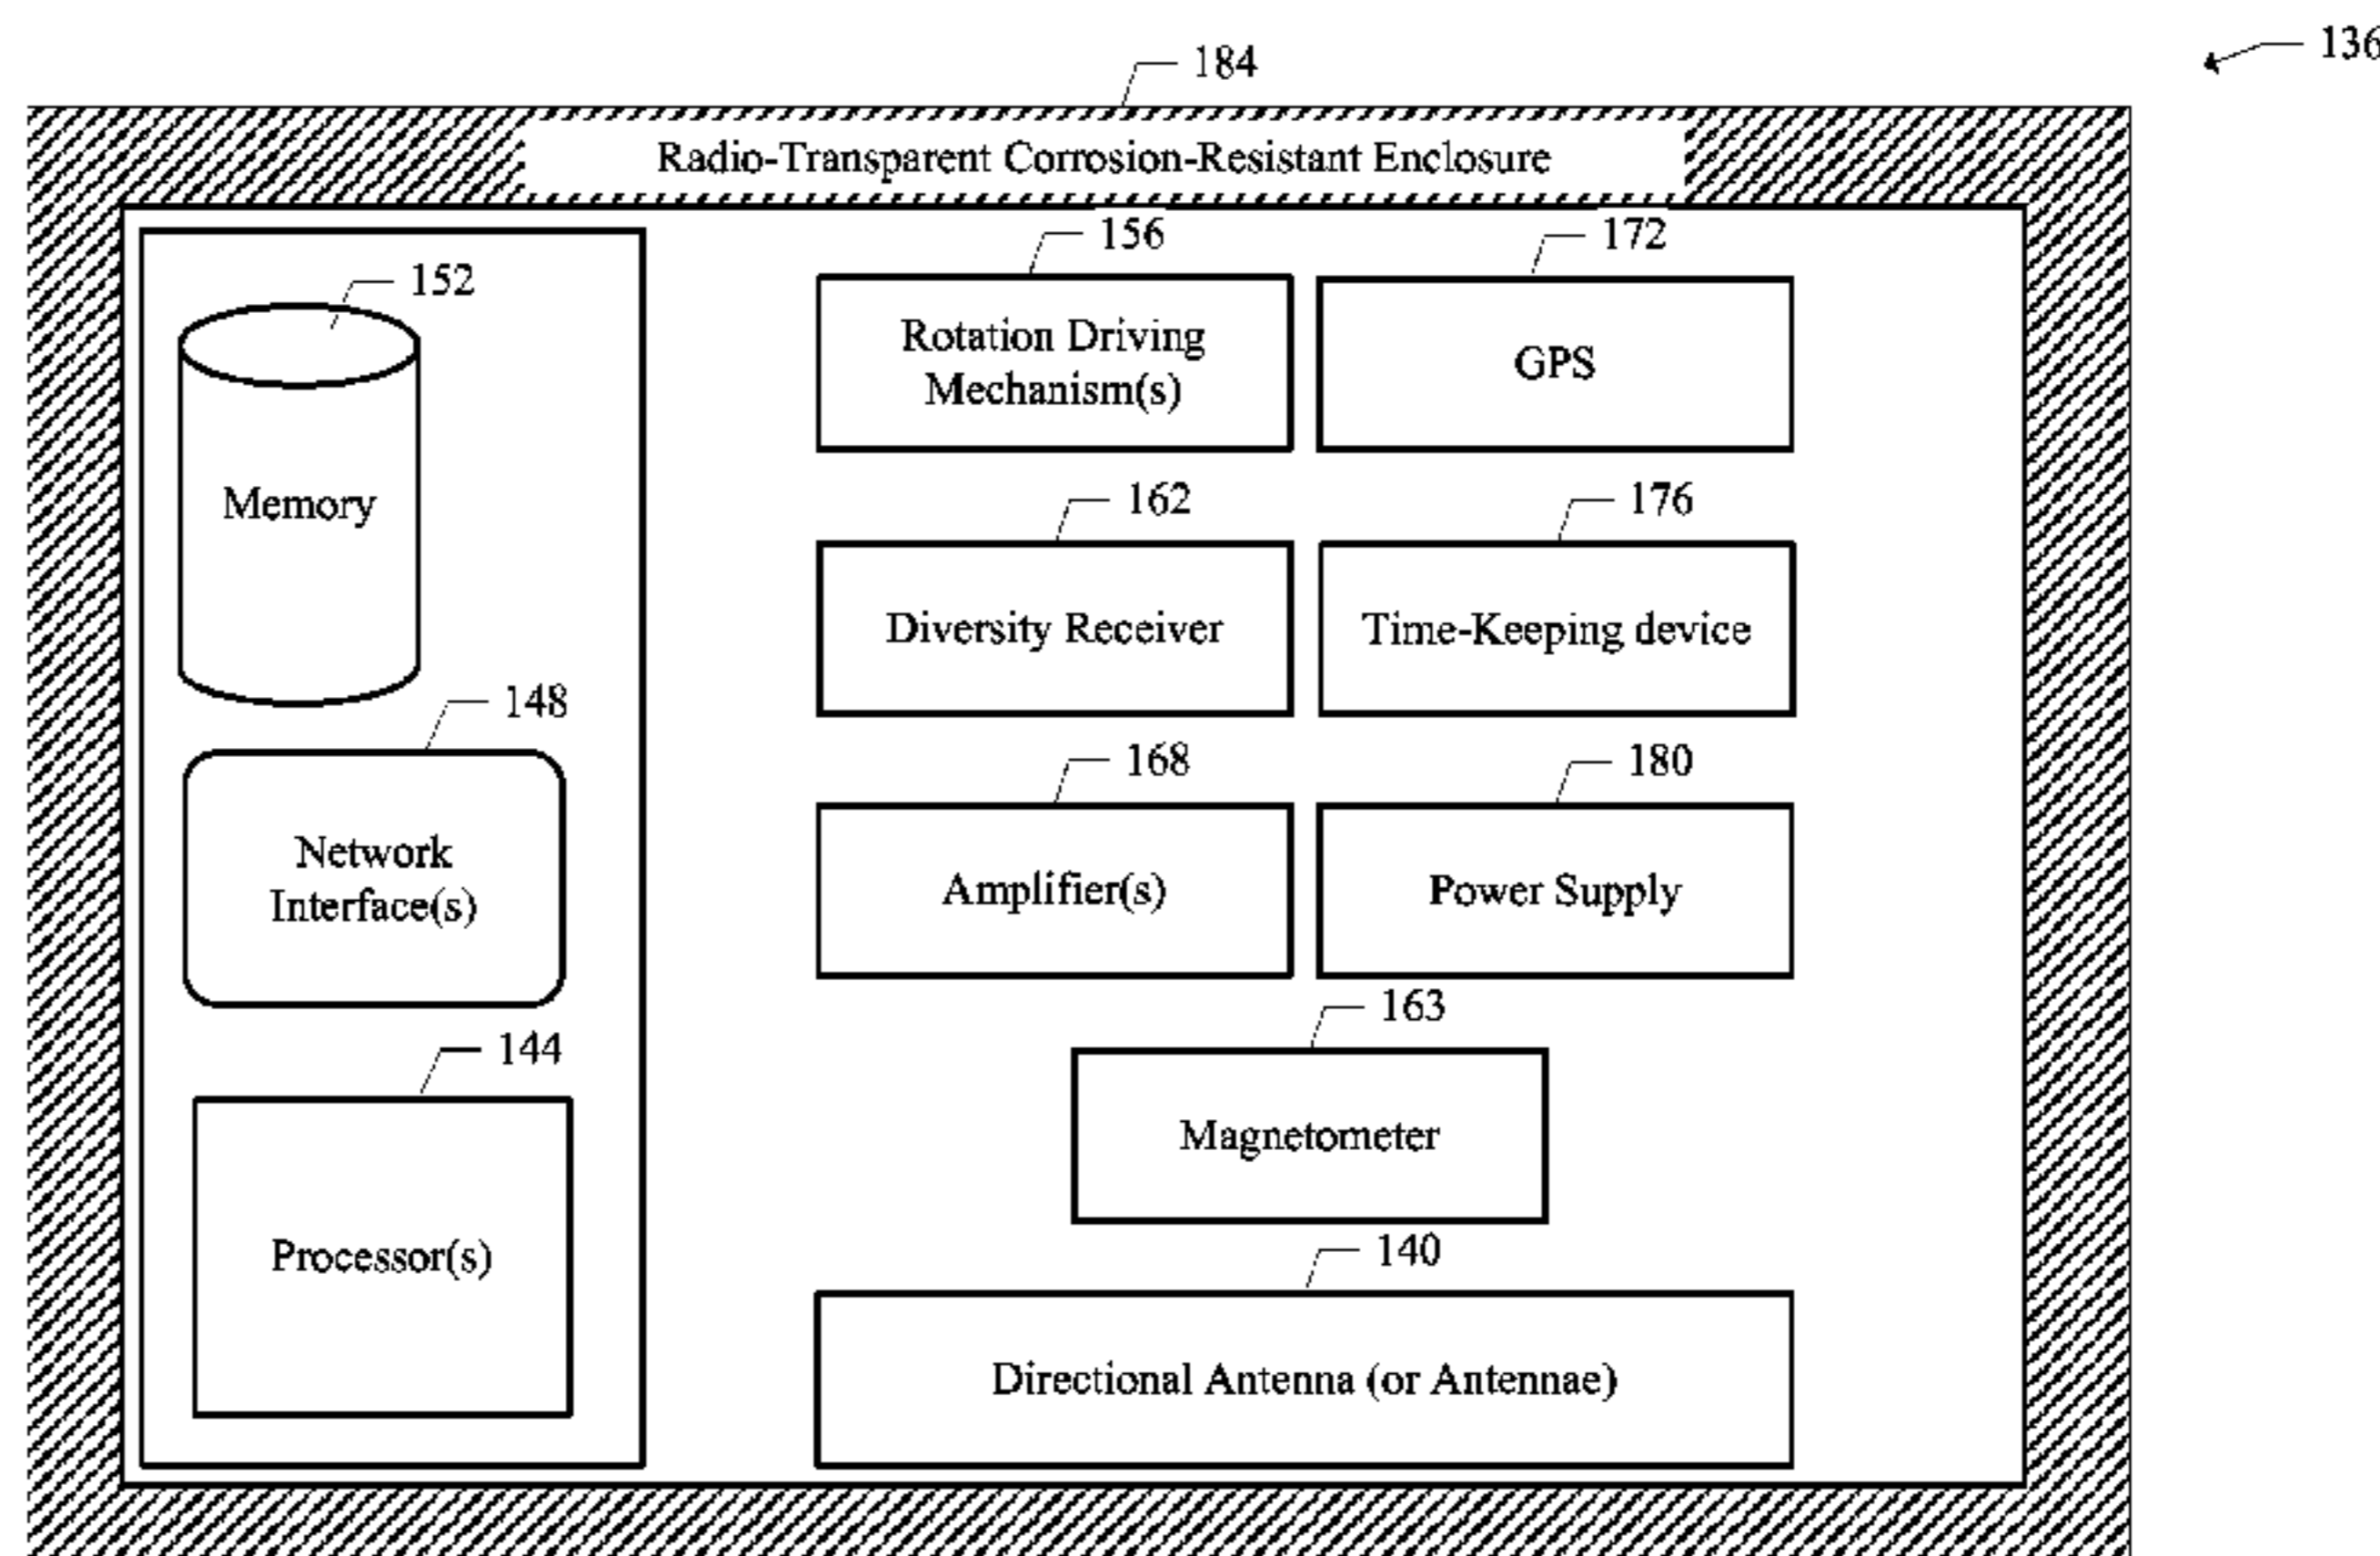 136
184
Radio-Transparent Corrosion-Resistant Enclosure
152
Memory
148
Network
Interface(s)
144
Processor(s)
156
Rotation Driving
Mechanism(s)
172
GPS
162
Diversity Receiver
176
Time-Keeping device
168
Amplifier(s)
180
Power Supply
163
Magnetometer
140
Directional Antenna (or Antennae)